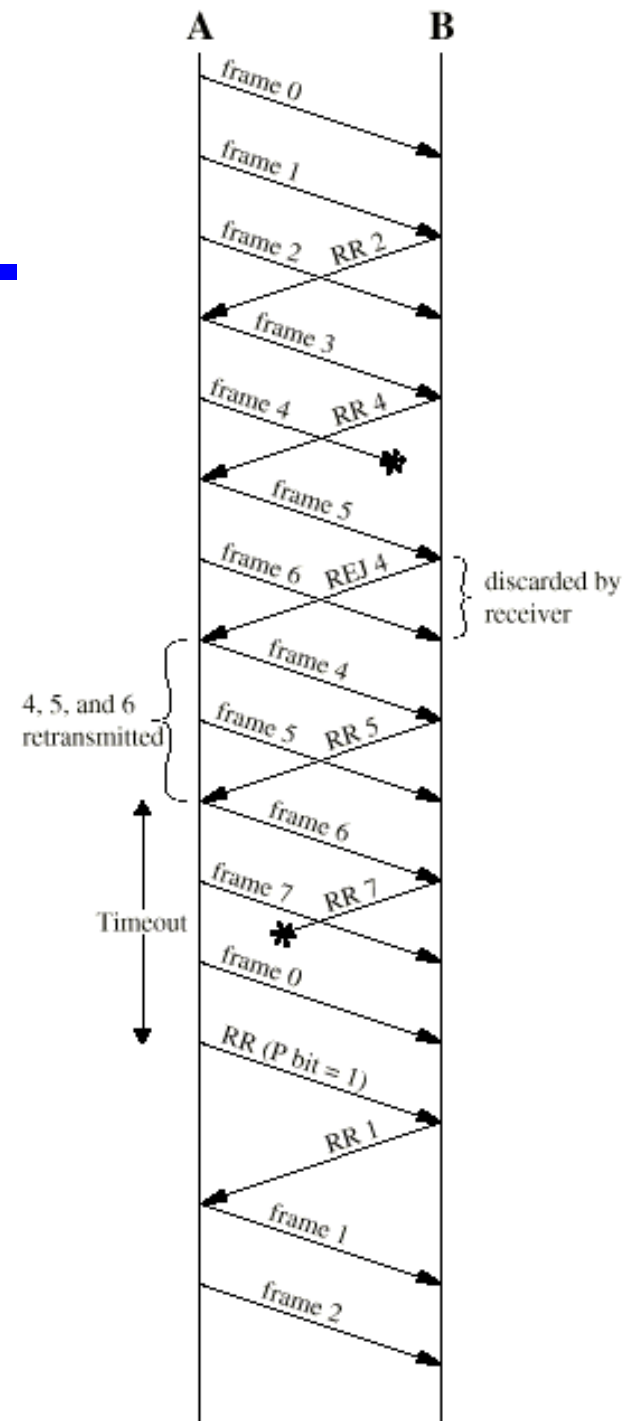 A
B
frame 0
frame 1
frame 2
RR 2
frame 3
frame 4
RR 4
frame 5
frame 6
REJ 4
discarded by
receiver
frame 4
4, 5, and 6
retransmitted
frame 5
RR 5
frame 6
frame 7
RR 7
Timeout
frame 0
RR (P bit = 1)
RR 1
frame 1
frame 2